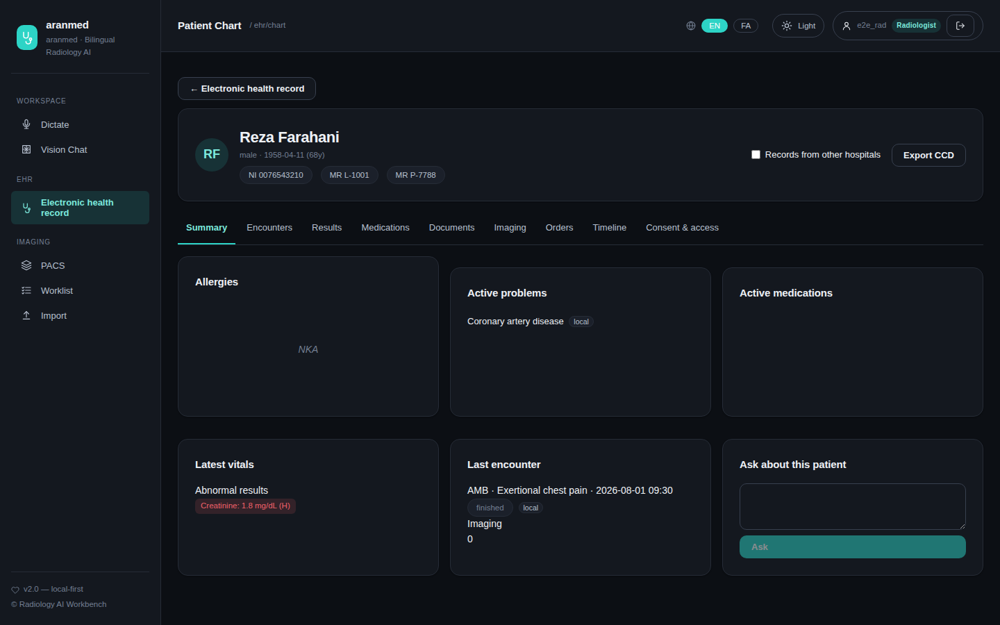 aranmed
aranmed · Bilingual
Radiology AI
WORKSPACE
Dictate
Vision Chat
EHR
Electronic health
record
IMAGING
PACS
Worklist
Import
v2.0 — local-first
© Radiology AI Workbench
Patient Chart / ehr/chart
EN FA Light e2e_rad Radiologist
← Electronic health record
RF
Reza Farahani
male · 1958-04-11 (68y)
NI 0076543210 MR L-1001 MR P-7788
Records from other hospitals Export CCD
Summary Encounters Results Medications Documents Imaging Orders Timeline Consent & access
Allergies
NKA
Active problems
Coronary artery disease local
Active medications
Latest vitals
Abnormal results
Creatinine: 1.8 mg/dL (H)
Last encounter
AMB · Exertional chest pain · 2026-08-01 09:30
finished local
Imaging
0
Ask about this patient
Ask